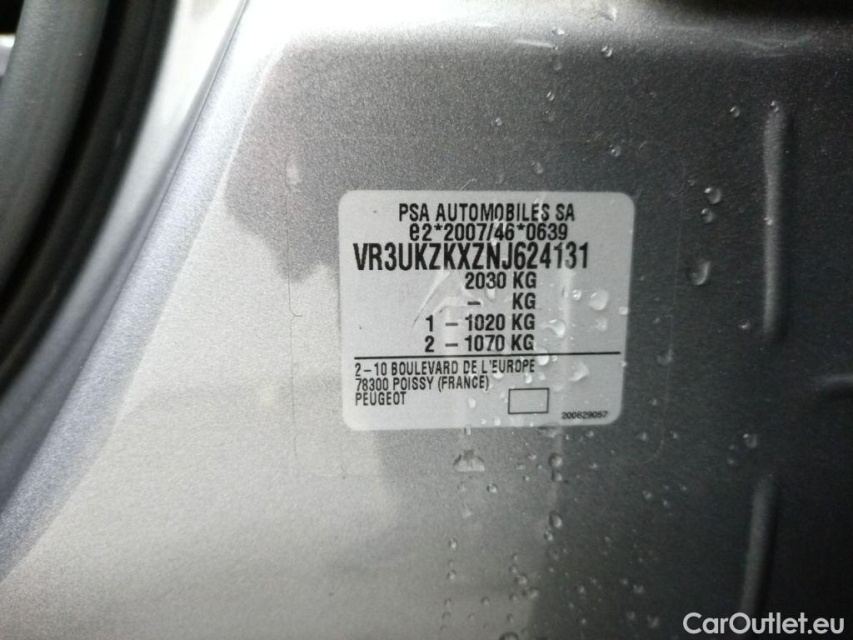 PSA AUTOMOBILES SA
e2*2007/46*0639
VR3UKZKXZNJ624131
2030 KG
- KG
1 - 1020 KG
2 - 1070 KG
2-10 BOULEVARD DE L'EUROPE
78300 POISSY (FRANCE)
PEUGEOT
200629057
CarOutlet.eu